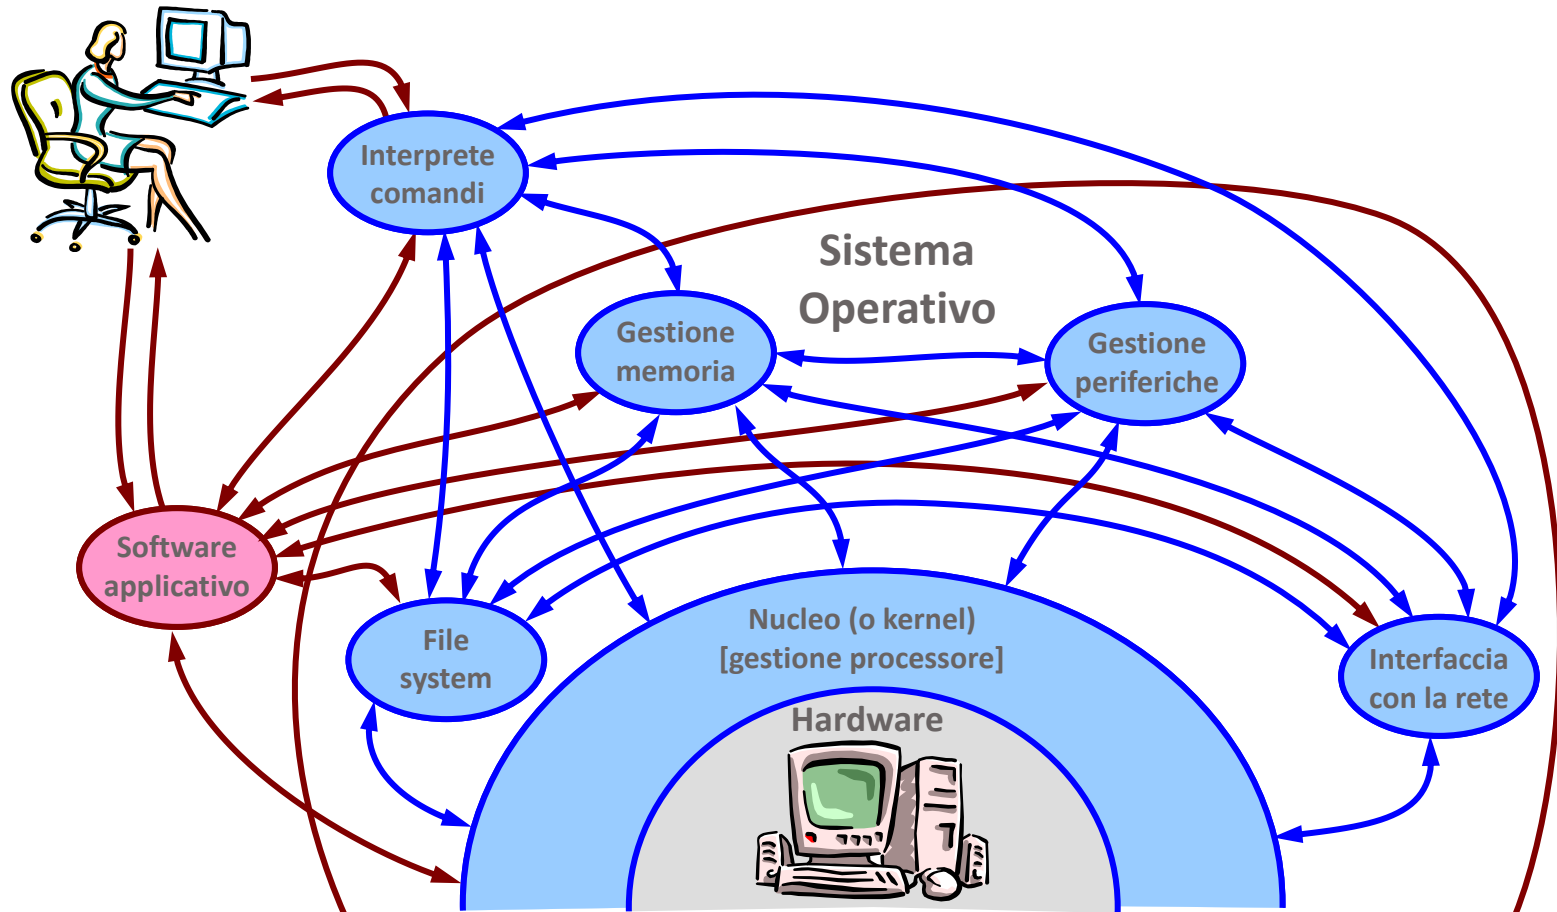 Interprete
comandi
Sistema
Operativo
Gestione
memoria
Gestione
periferiche
Software
applicativo
File
system
Nucleo (o kernel)
[gestione processore]
Interfaccia
con la rete
Hardware